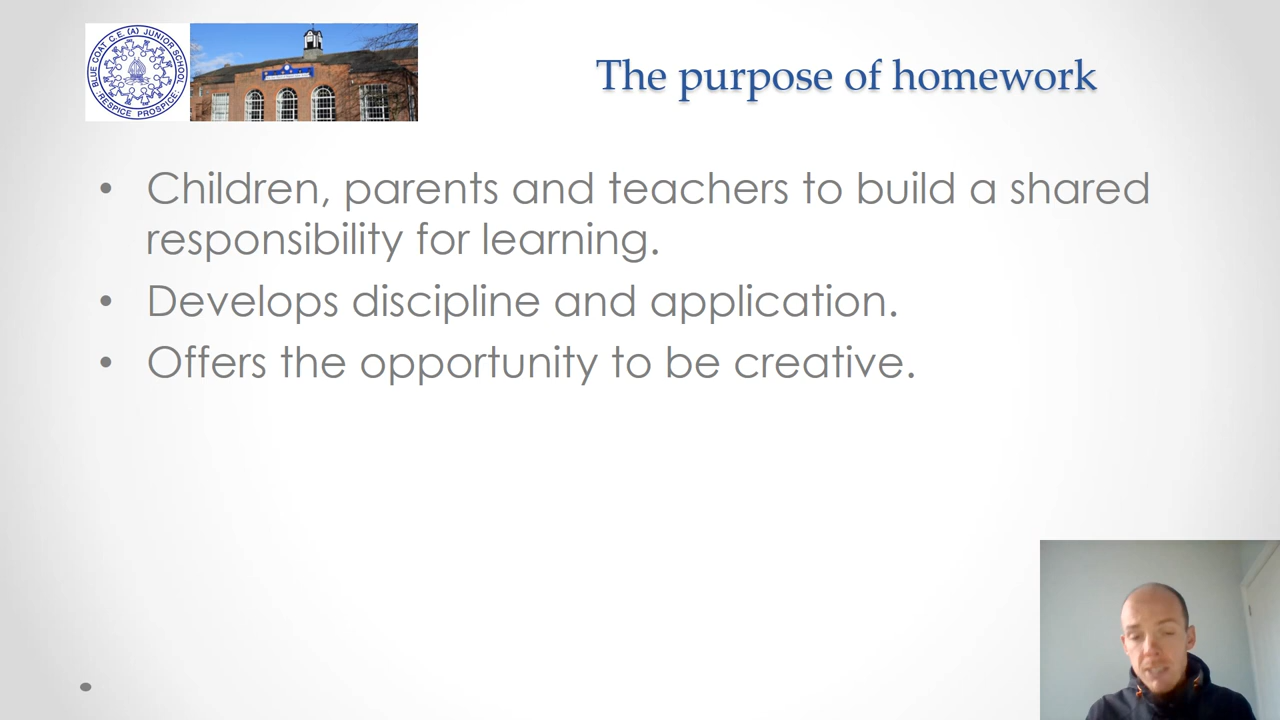 BLUE COAT C.E. (A) JUNIOR SCHOOL
RESPICE PROSPICE
The purpose of homework
• Children, parents and teachers to build a shared
responsibility for learning.
• Develops discipline and application.
• Offers the opportunity to be creative.